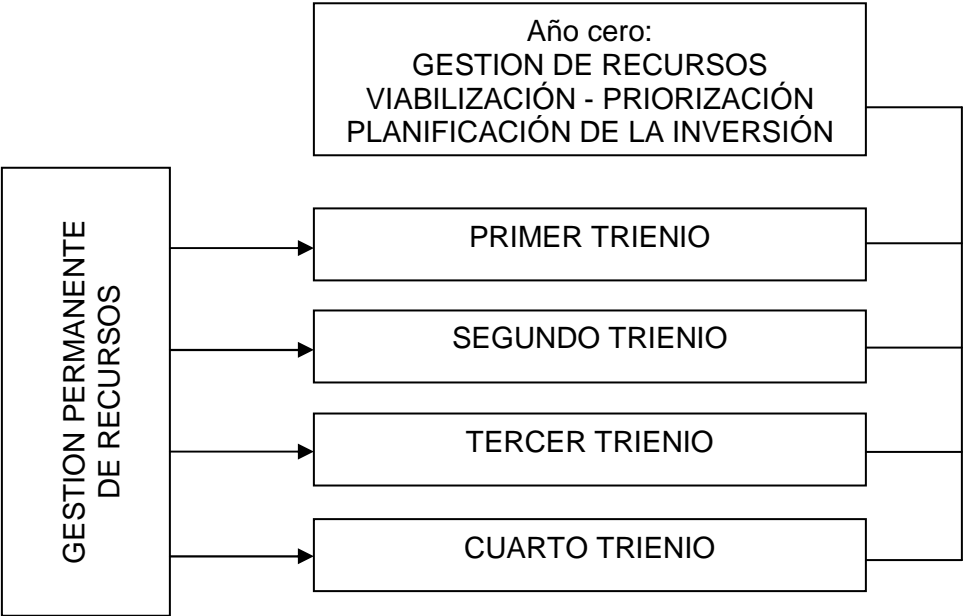 Año cero:
GESTION DE RECURSOS
VIABILIZACIÓN - PRIORIZACIÓN
PLANIFICACIÓN DE LA INVERSIÓN
GESTION PERMANENTE
DE RECURSOS
PRIMER TRIENIO
SEGUNDO TRIENIO
TERCER TRIENIO
CUARTO TRIENIO